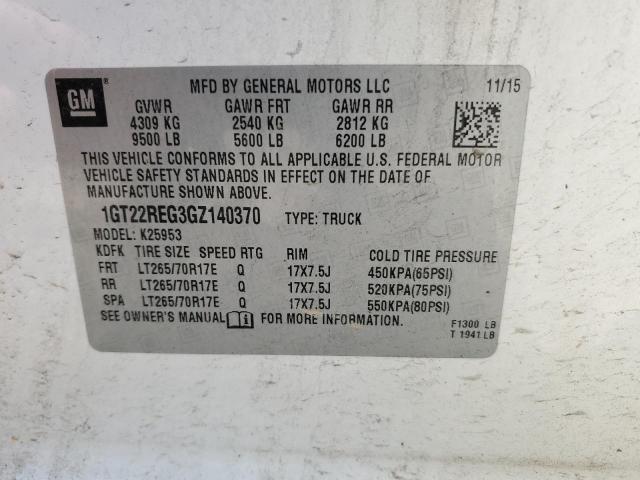 GM
MFD BY GENERAL MOTORS LLC 11/15
GVWR GAWR FRT GAWR RR
4309 KG 2540 KG 2812 KG
9500 LB 5600 LB 6200 LB
THIS VEHICLE CONFORMS TO ALL APPLICABLE U.S. FEDERAL MOTOR
VEHICLE SAFETY STANDARDS IN EFFECT ON THE DATE OF
MANUFACTURE SHOWN ABOVE.
1GT22REG3GZ140370 TYPE: TRUCK
MODEL: K25953
KDFK TIRE SIZE SPEED RTG RIM COLD TIRE PRESSURE
FRT LT265/70R17E Q 17X7.5J 450KPA(65PSI)
RR LT265/70R17E Q 17X7.5J 520KPA(75PSI)
SPA LT265/70R17E Q 17X7.5J 550KPA(80PSI)
SEE OWNER'S MANUAL FOR MORE INFORMATION.
F1300 LB
T 1941 LB